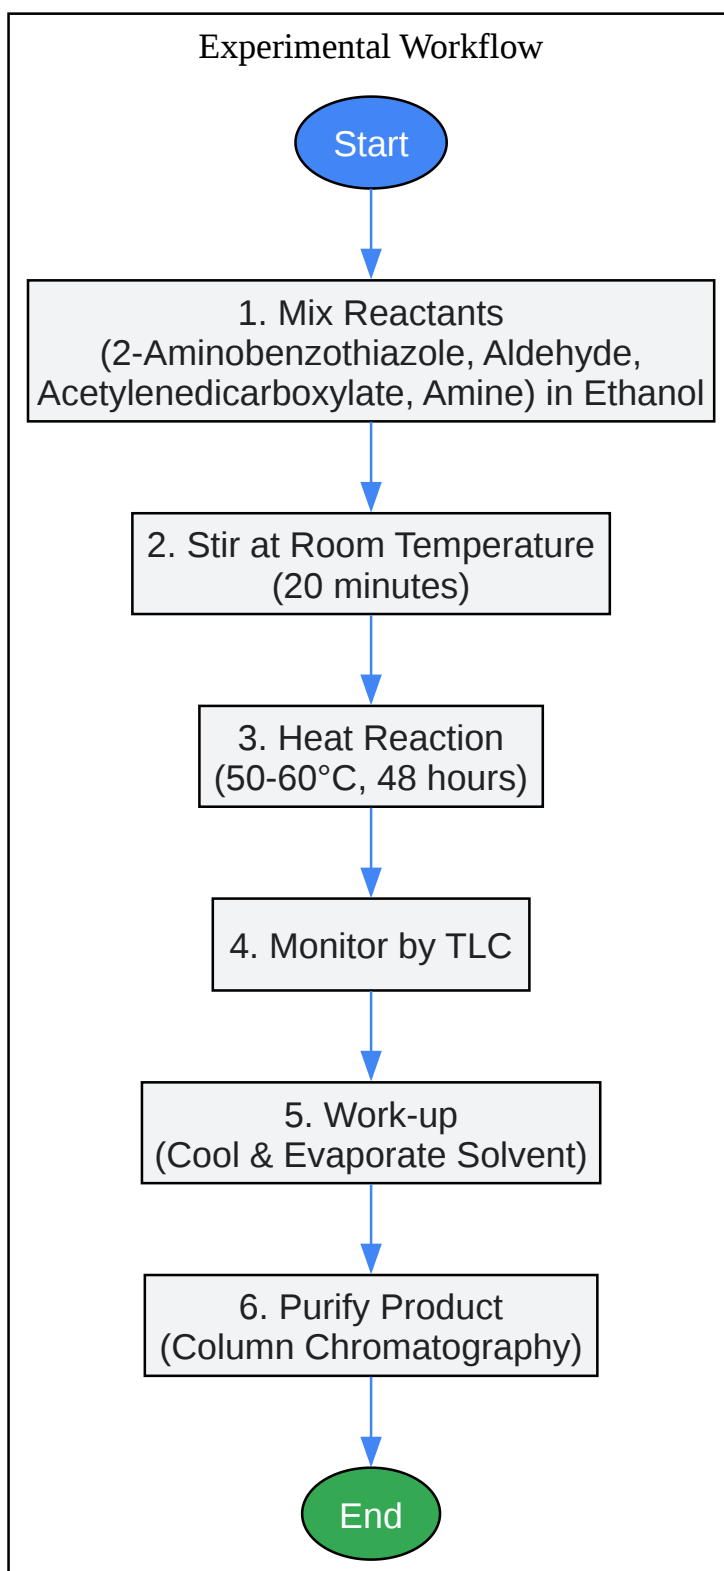 Experimental Workflow
Start
1. Mix Reactants
(2-Aminobenzothiazole, Aldehyde,
Acetylenedicarboxylate, Amine) in Ethanol
2. Stir at Room Temperature
(20 minutes)
3. Heat Reaction
(50-60°C, 48 hours)
4. Monitor by TLC
5. Work-up
(Cool & Evaporate Solvent)
6. Purify Product
(Column Chromatography)
End